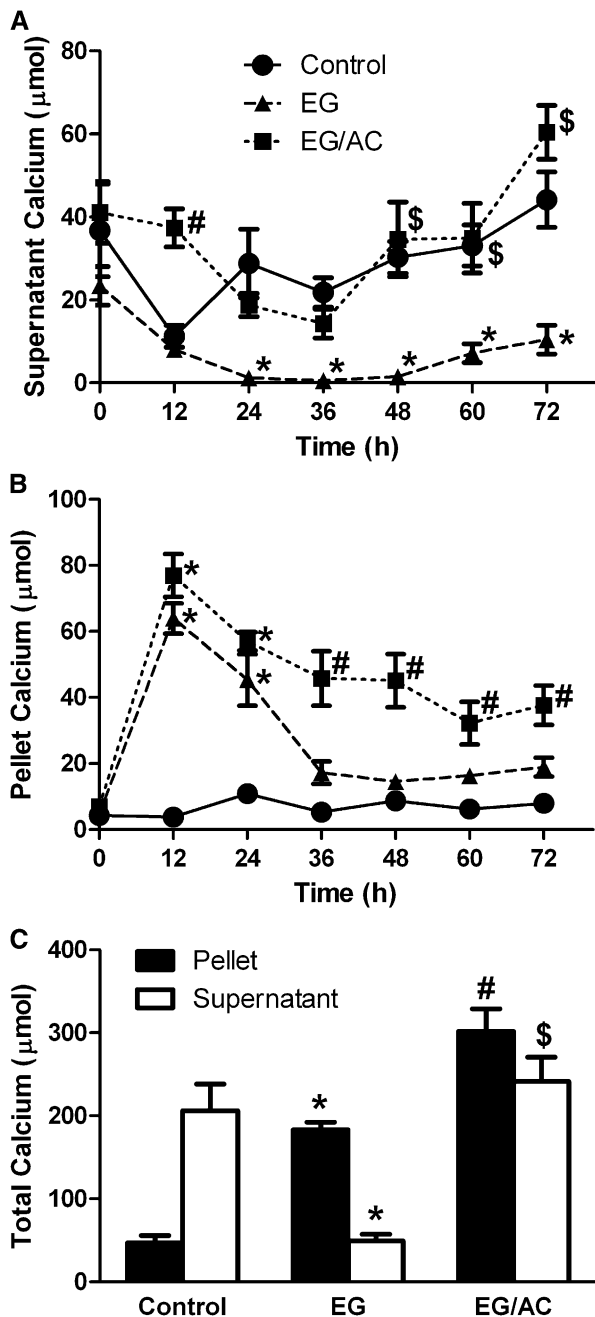 A
80
60
40
20
0
Supernatant Calcium (μmol)
Control
EG
EG/AC
#
$
$
$
*
*
*
*
*
0 12 24 36 48 60 72
Time (h)
B
100
80
60
40
20
0
Pellet Calcium (μmol)
*
*
*
*
#
#
#
#
0 12 24 36 48 60 72
Time (h)
C
400
300
200
100
0
Total Calcium (μmol)
Pellet
Supernatant
*
*
#
$
Control EG EG/AC